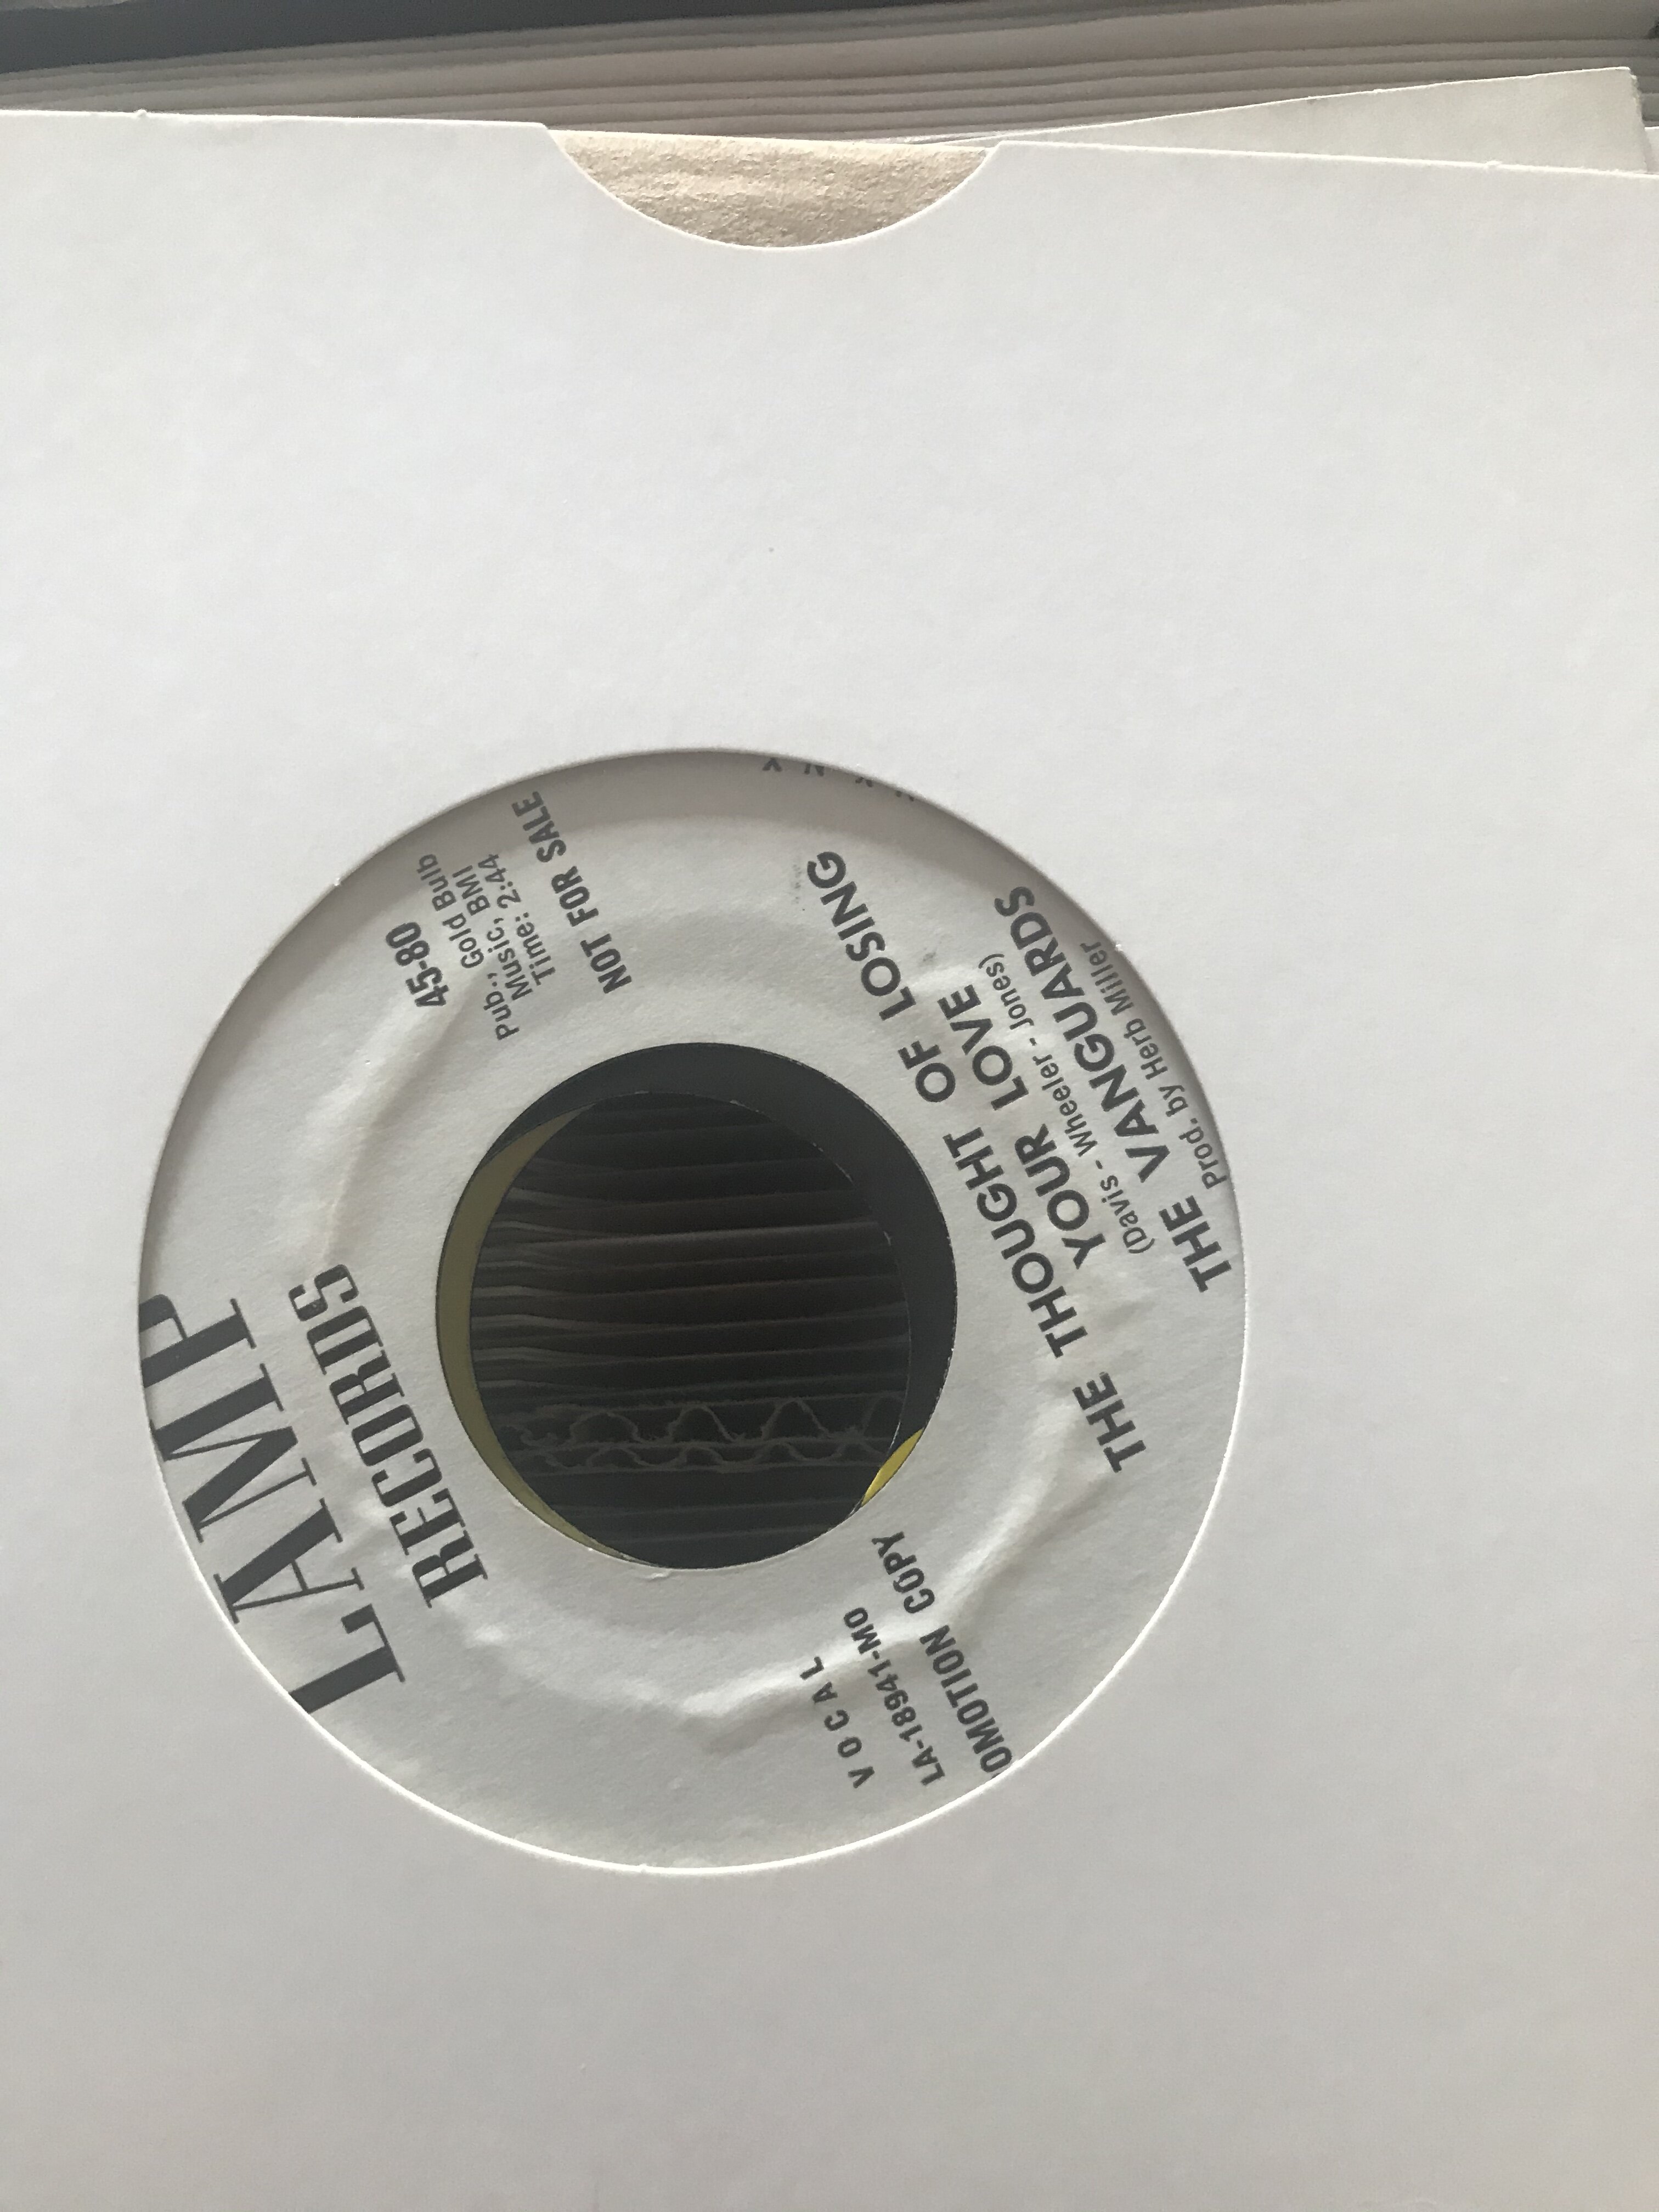 LAMP
RECORDS
45-80
Pub., Gold Bulb
Music, BMI
Time: 2:44
NOT FOR SALE
VOCAL
LA-18941-MO
OMOTION COPY
THE THOUGHT OF LOSING
YOUR LOVE
(Davis - Wheeler - Jones)
THE VANGUARDS
Prod. by Herb Miller